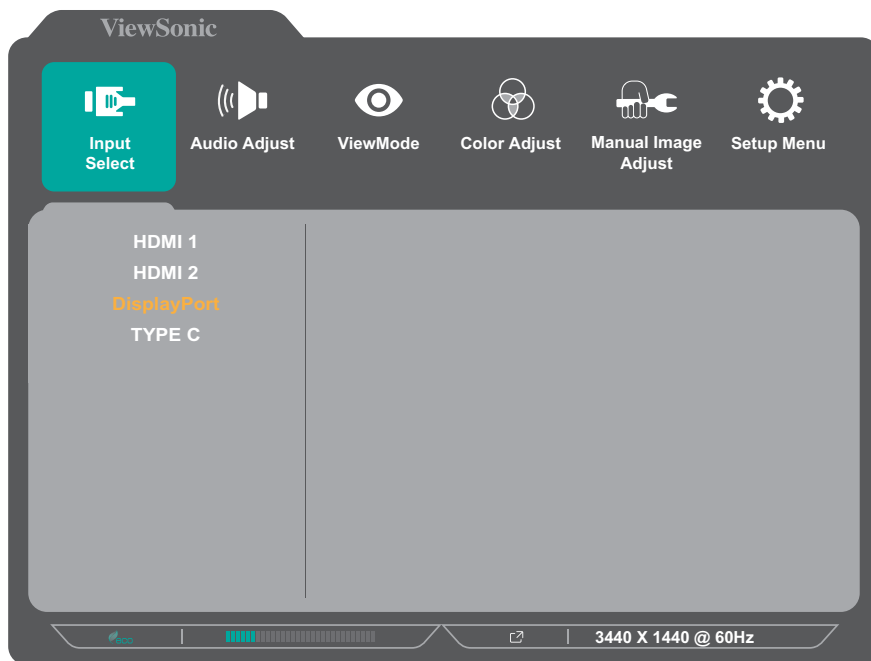 ViewSonic
Input
Select
Audio Adjust
ViewMode
Color Adjust
Manual Image
Adjust
Setup Menu
HDMI 1
HDMI 2
DisplayPort
TYPE C
eco
3440 X 1440 @ 60Hz